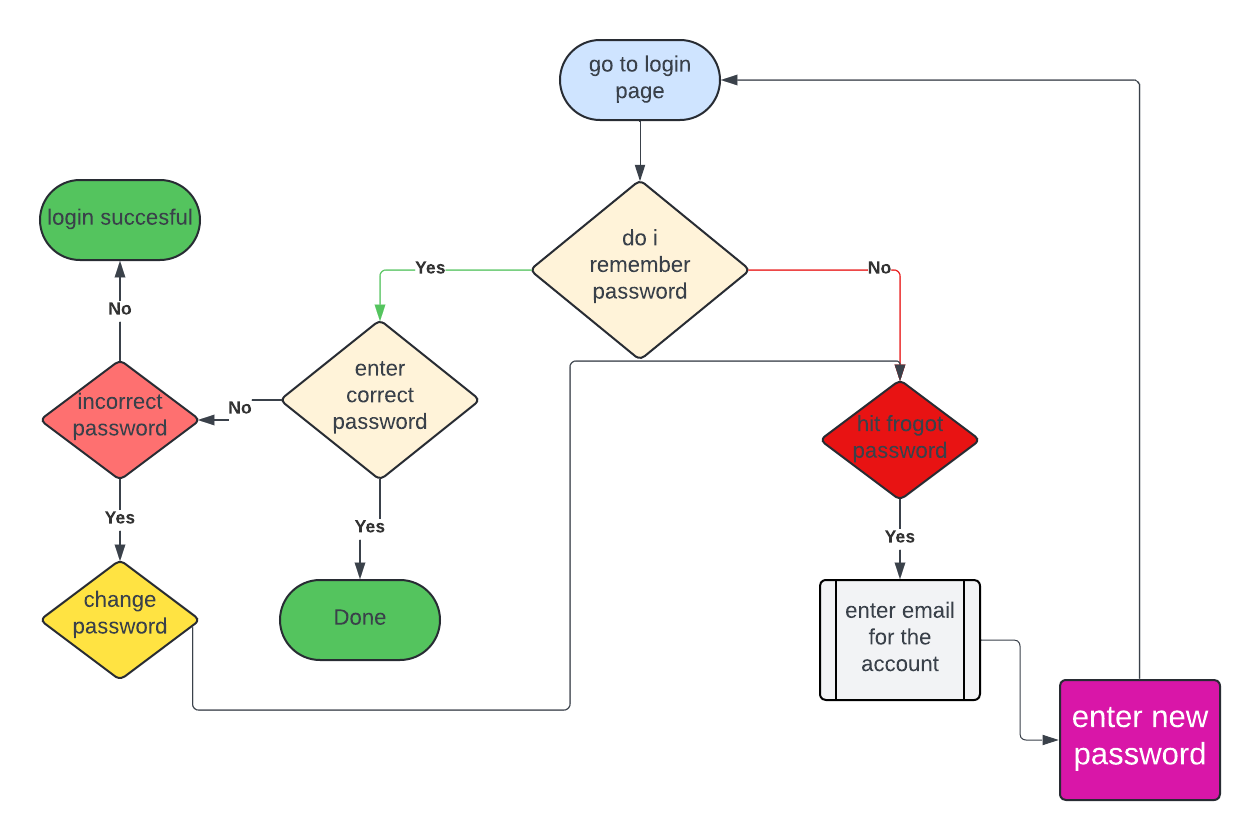 go to login
page
login succesful
do i
remember
password
Yes
No
No
enter
correct
password
incorrect
password
No
hit frogot
password
Yes
Yes
Yes
change
password
Done
enter email
for the
account
enter new
password